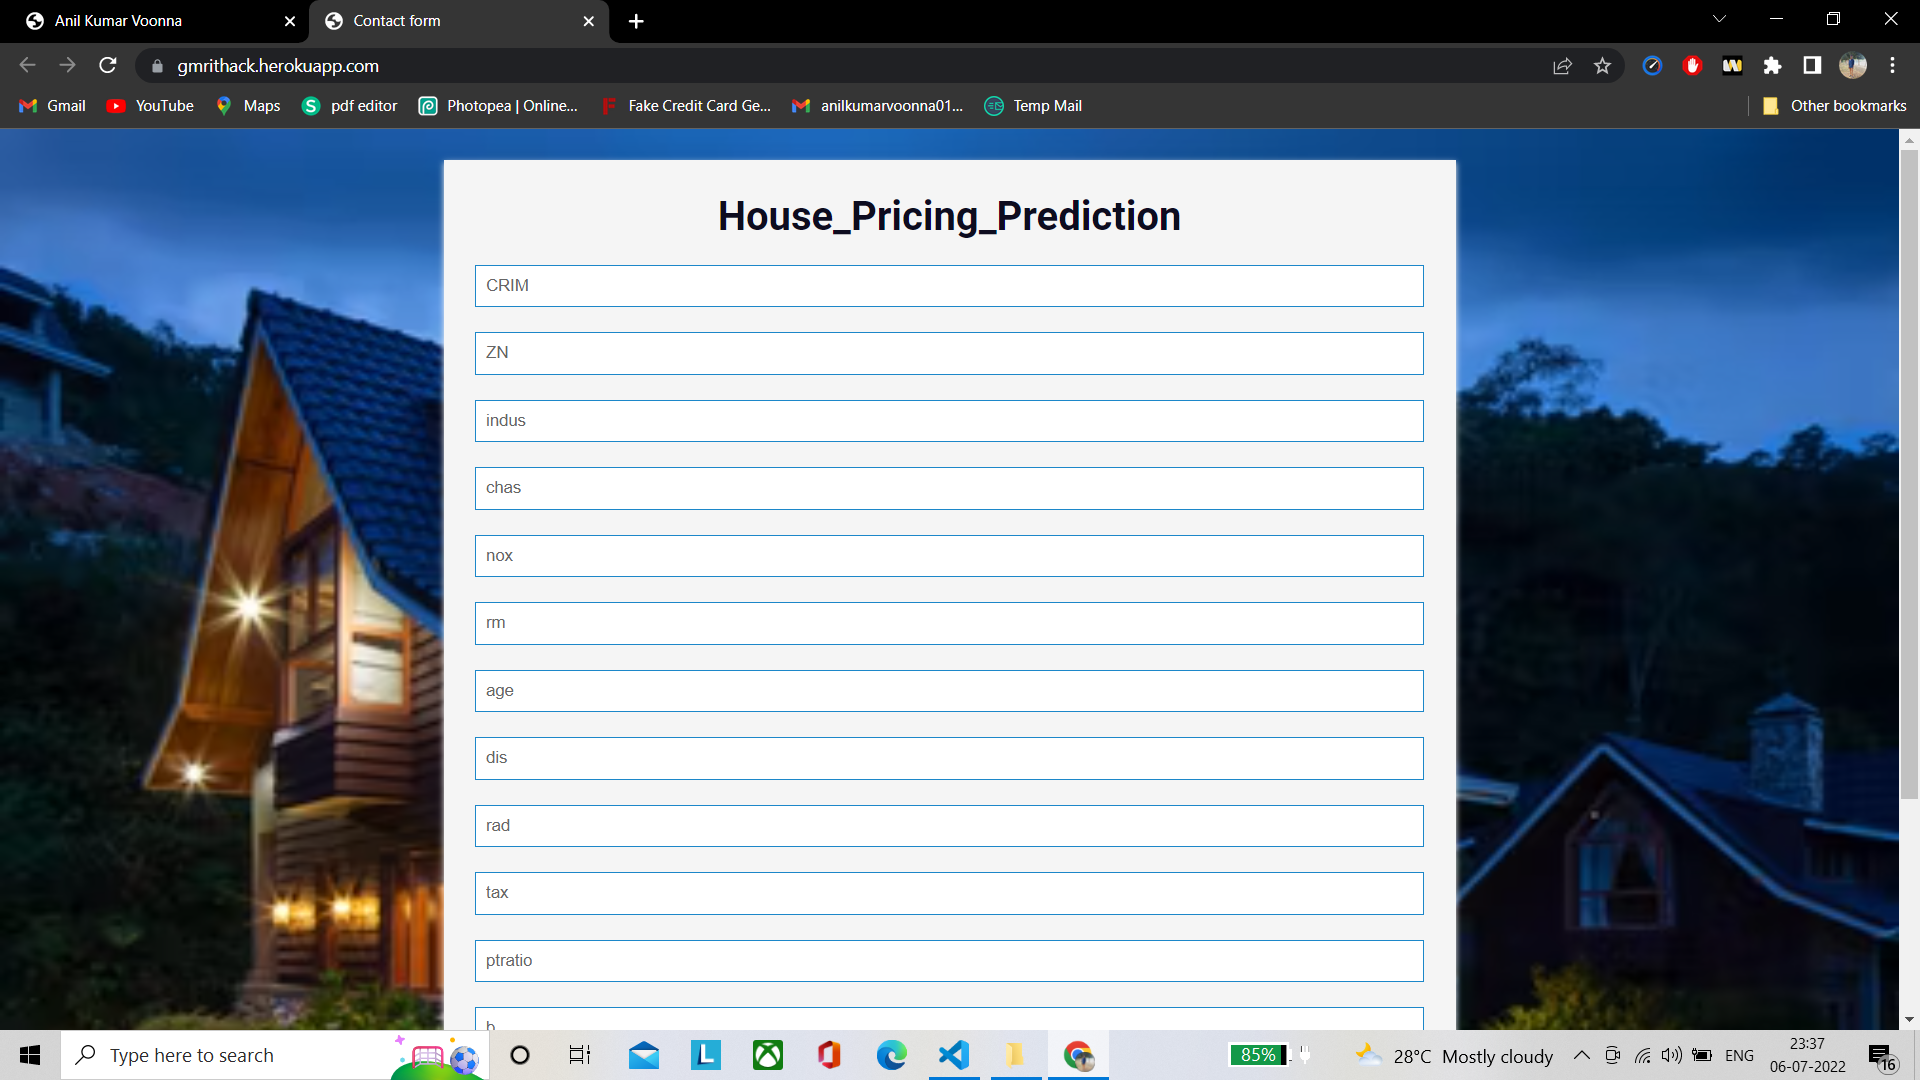 Anil Kumar Voonna
Contact form
gmrithack.herokuapp.com
Gmail
YouTube
Maps
pdf editor
Photopea | Online...
Fake Credit Card Ge...
anilkumarvoonna01...
Temp Mail
Other bookmarks
House_Pricing_Prediction
CRIM
ZN
indus
chas
nox
rm
age
dis
rad
tax
ptratio
b
Type here to search
85%
28°C Mostly cloudy
ENG
23:37
06-07-2022
16